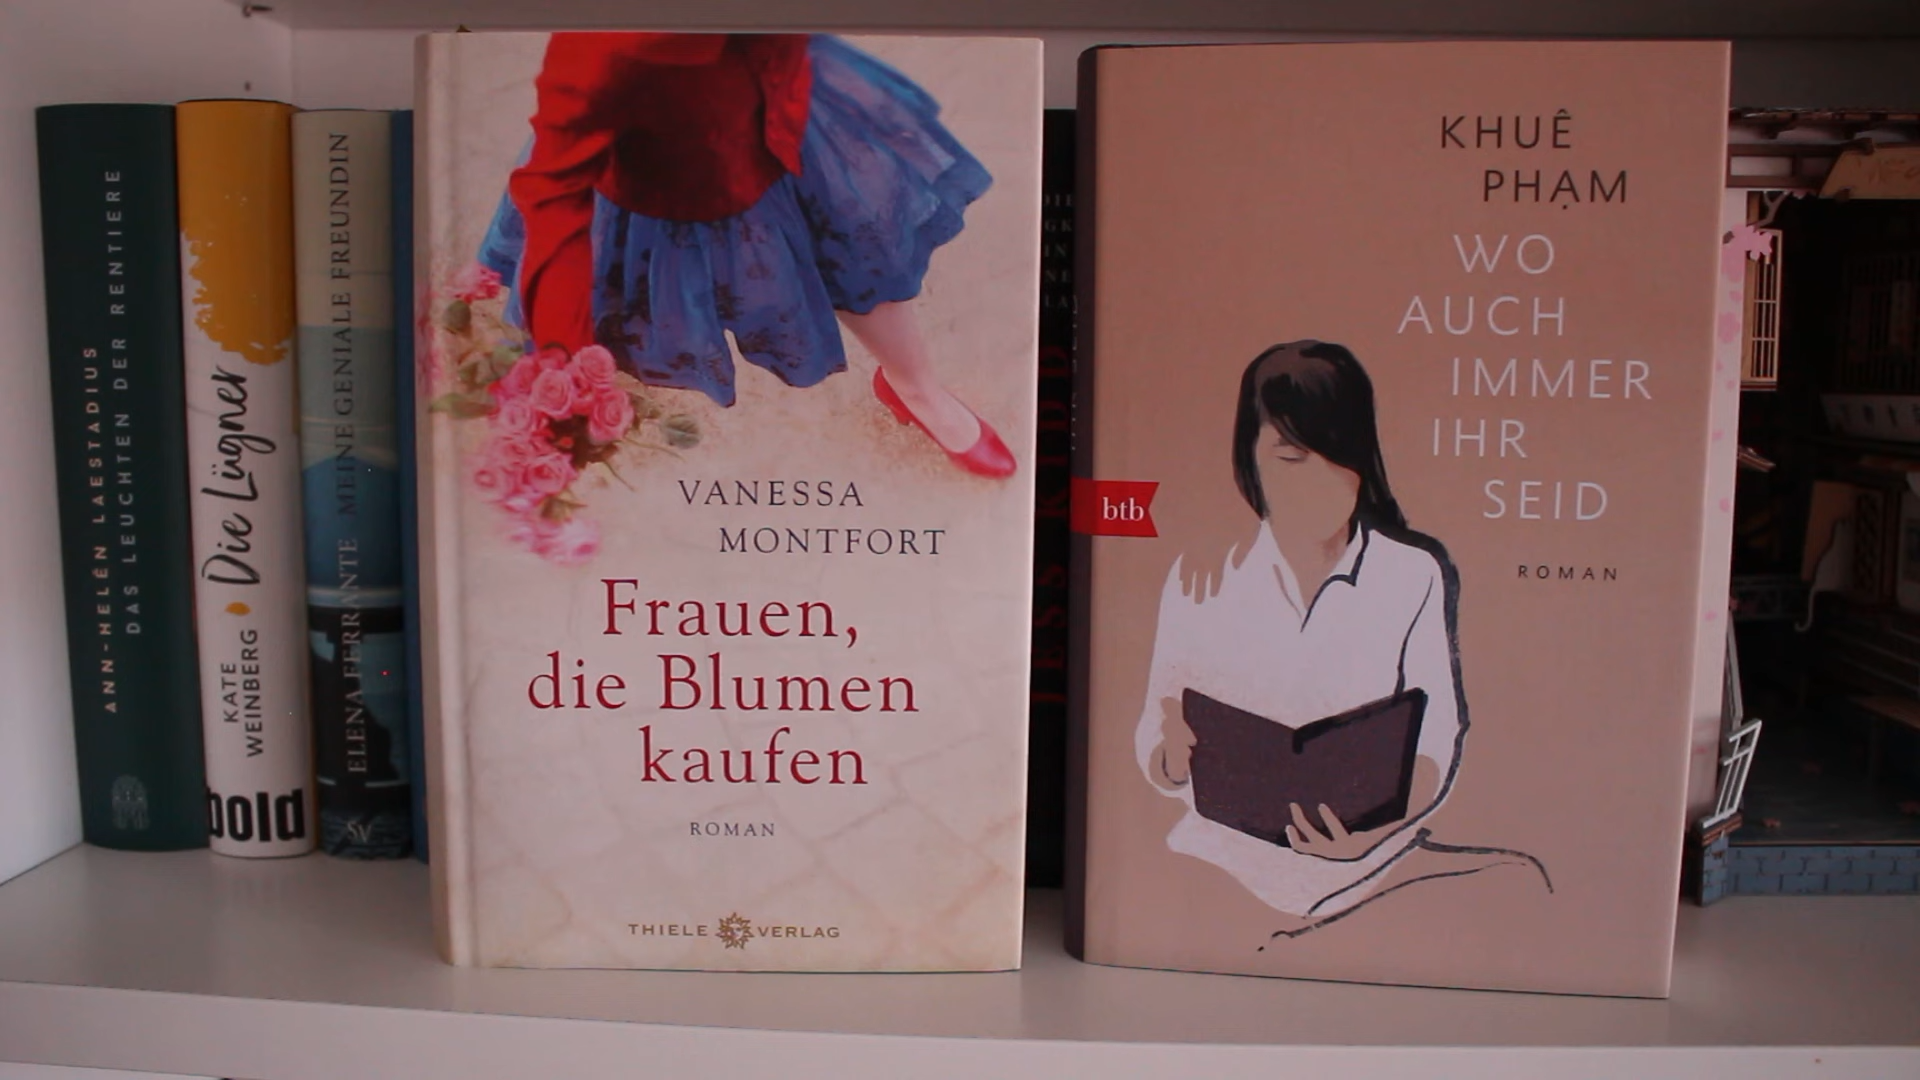 ANN-HELÉN LAESTADIUS
DAS LEUCHTEN DER RENTIERE
KATE
WEINBERG
Die Lügner
bold
ELENA FERRANTE MEINE GENIALE FREUNDIN
SV
VANESSA
MONTFORT
Frauen,
die Blumen
kaufen
ROMAN
THIELE VERLAG
KHUÊ
PHẠM
WO
AUCH
IMMER
IHR
SEID
ROMAN
btb